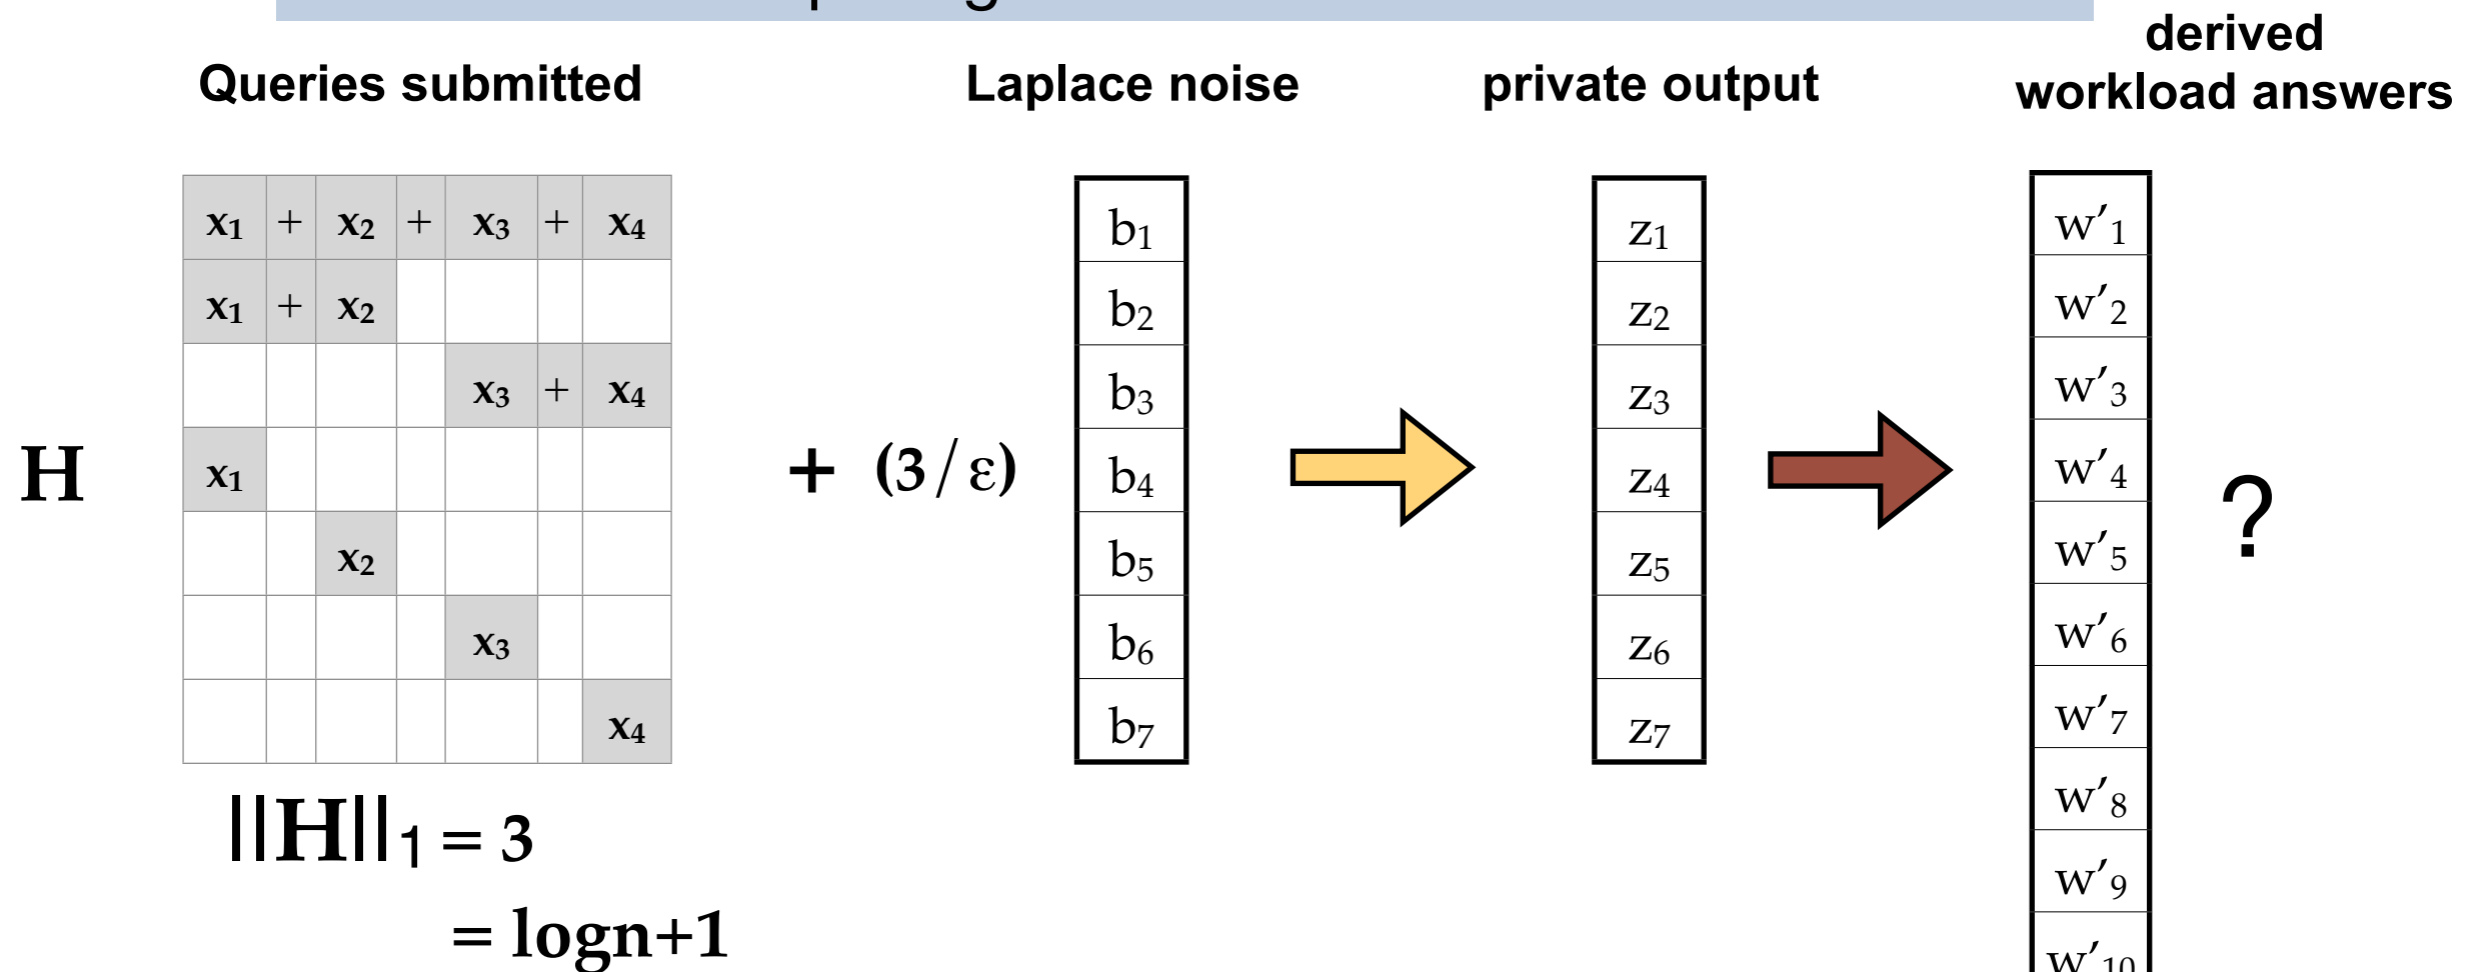 derived
Queries submitted Laplace noise private output workload answers
x₁ + x₂ + x₃ + x₄ b₁ z₁ w′₁
x₁ + x₂ b₂ z₂ w′₂
x₃ + x₄ b₃ z₃ w′₃
H x₁ + (3/ε) b₄ z₄ w′₄ ?
x₂ b₅ z₅ w′₅
x₃ b₆ z₆ w′₆
x₄ b₇ z₇ w′₇
||H||₁ = 3 w′₈
w′₉
= logn+1 w′₁₀